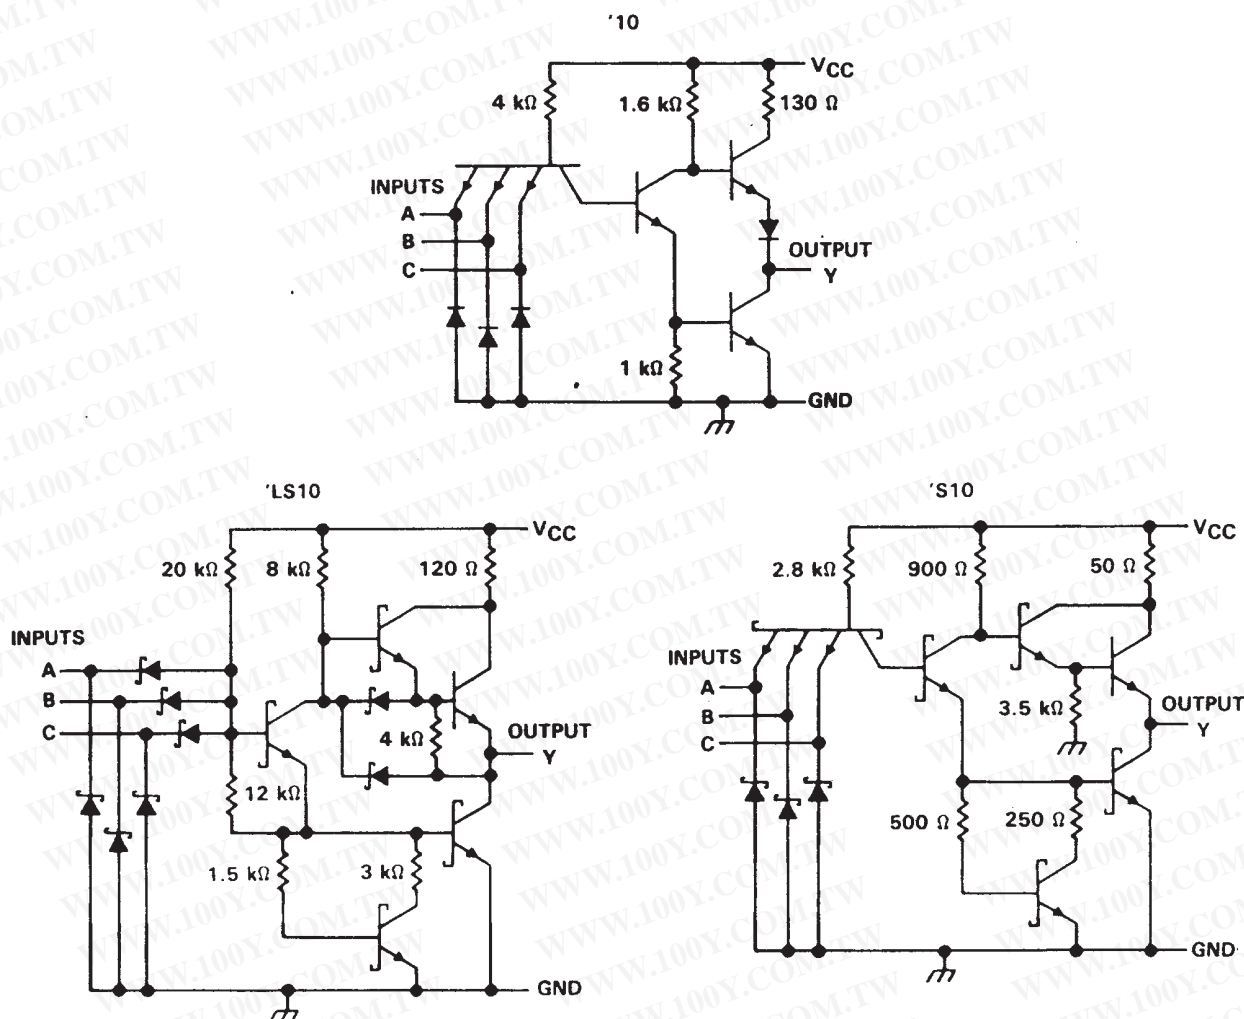 '10
VCC
4 kΩ
1.6 kΩ
130 Ω
INPUTS
A
B
C
OUTPUT
Y
1 kΩ
GND
'LS10
VCC
20 kΩ
8 kΩ
120 Ω
INPUTS
A
B
C
4 kΩ
OUTPUT
Y
12 kΩ
1.5 kΩ
3 kΩ
GND
'S10
VCC
2.8 kΩ
900 Ω
50 Ω
INPUTS
A
B
C
3.5 kΩ
OUTPUT
Y
500 Ω
250 Ω
GND
WWW.100Y.COM.TW